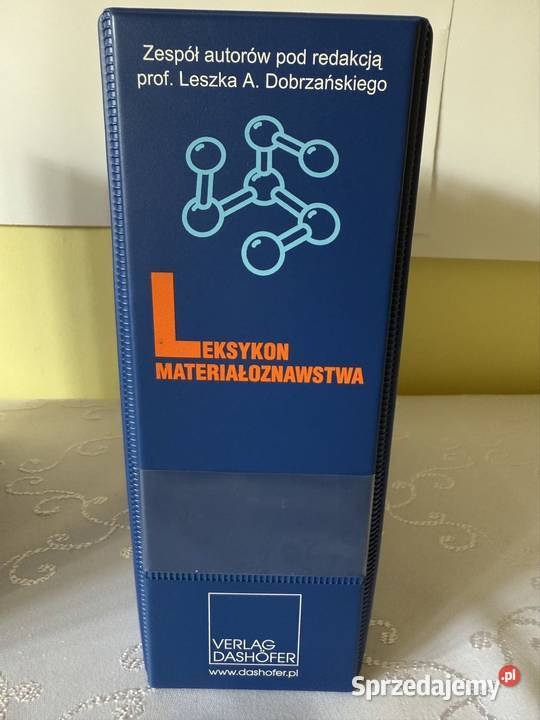 Zespół autorów pod redakcją
prof. Leszka A. Dobrzańskiego
LEKSYKON
MATERIAŁOZNAWSTWA
VERLAG
DASHÖFER
www.dashofer.pl
Sprzedajemy.pl